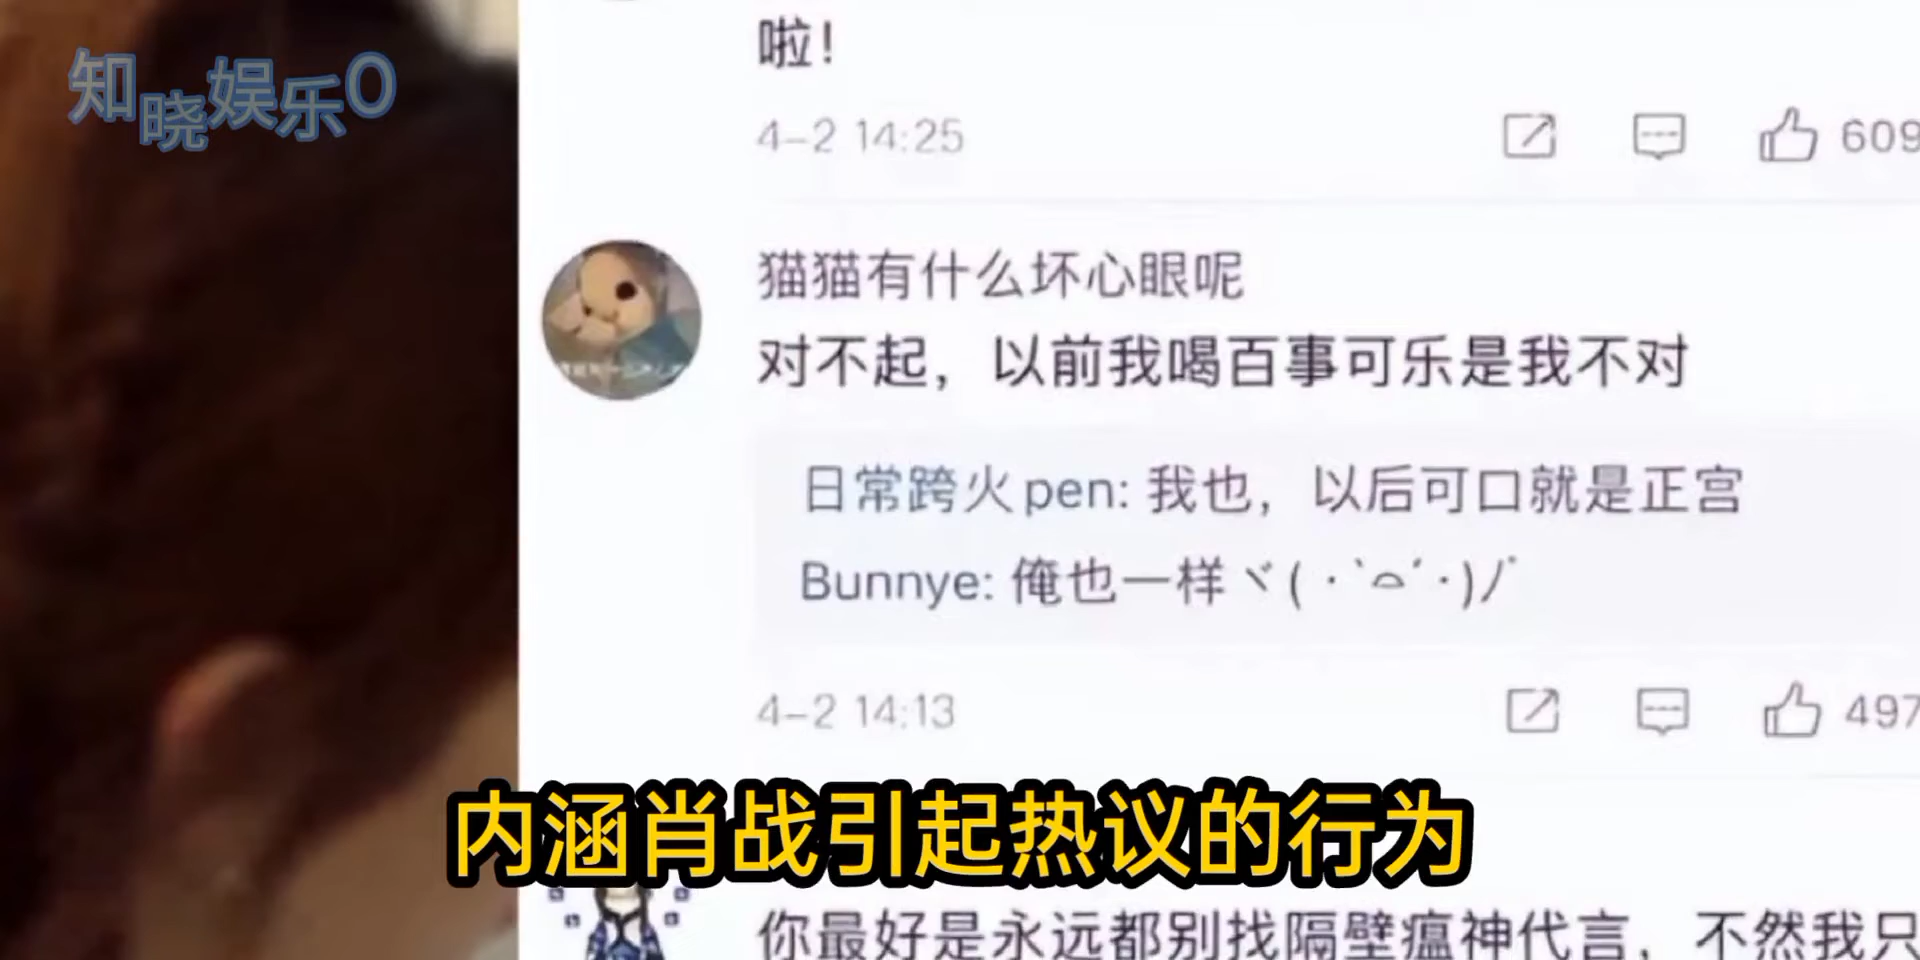 知晓娱乐O
啦！
4-2 14:25
609
猫猫有什么坏心眼呢
对不起，以前我喝百事可乐是我不对
日常跨火pen: 我也，以后可口就是正宫
Bunnye: 俺也一样ヾ( ･`⌓´･)ﾉﾞ
4-2 14:13
497
内涵肖战引起热议的行为
你最好是永远都别找隔壁瘟神代言，不然我只